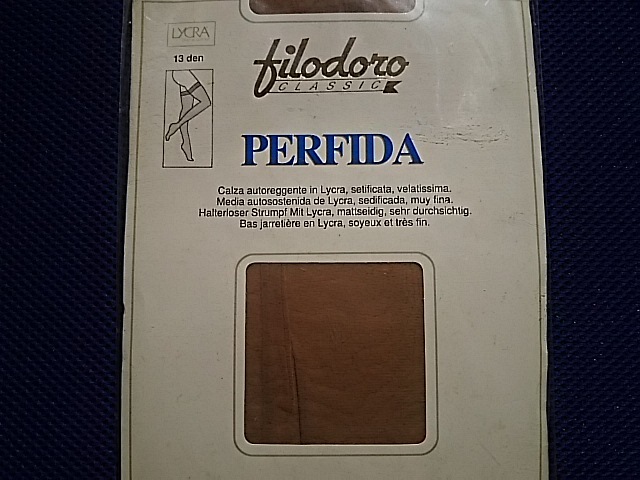 LYCRA
13 den
filodoro
CLASSIC
PERFIDA
Calza autoreggente in Lycra, setificata, velatissima.
Media autosostenida de Lycra, sedificada, muy fina.
Halterloser Strumpf Mit Lycra, mattseidig, sehr durchsichtig.
Bas jarretière en Lycra, soyeux et très fin.